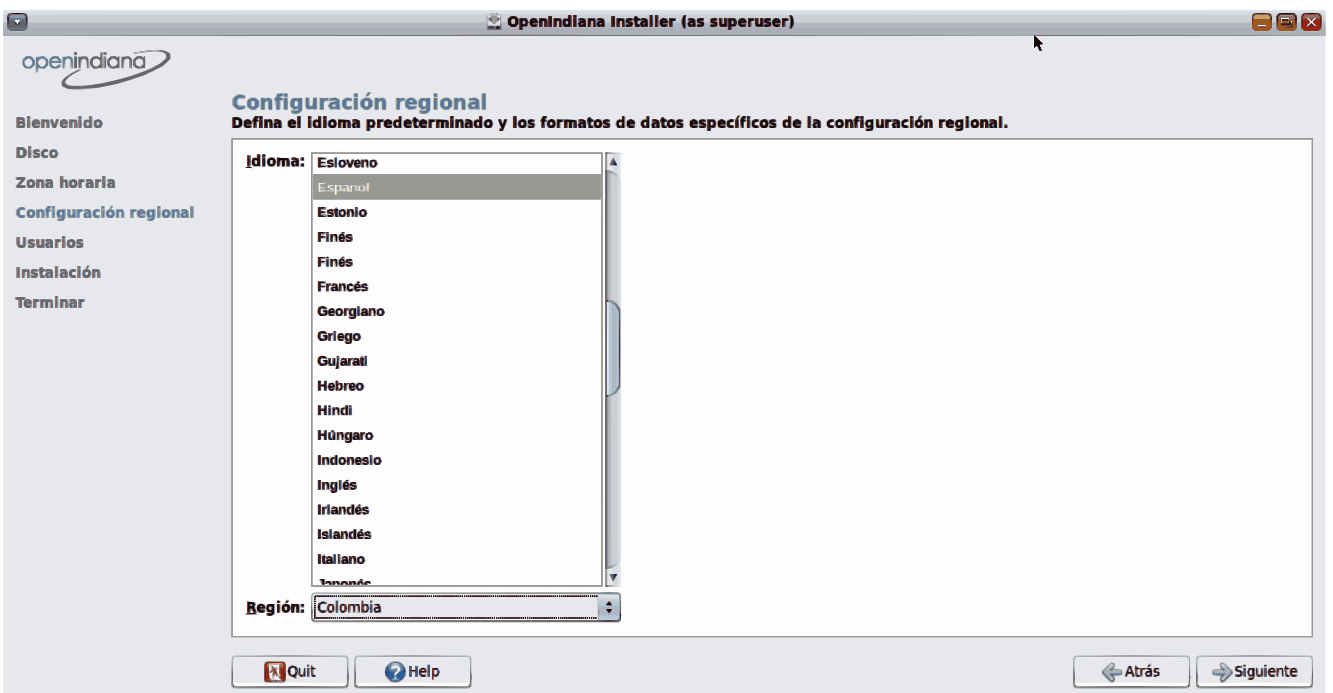 OpenIndiana Installer (as superuser)
openindiana
Bienvenido
Disco
Zona horaria
Configuración regional
Usuarios
Instalación
Terminar
Configuración regional
Defina el idioma predeterminado y los formatos de datos específicos de la configuración regional.
Idioma:
Esloveno
Espanol
Estonio
Finés
Finés
Francés
Georgiano
Griego
Gujarati
Hebreo
Hindi
Húngaro
Indonesio
Inglés
Irlandés
Islandés
Italiano
Japonés
Región: Colombia
Quit
Help
Atrás
Siguiente